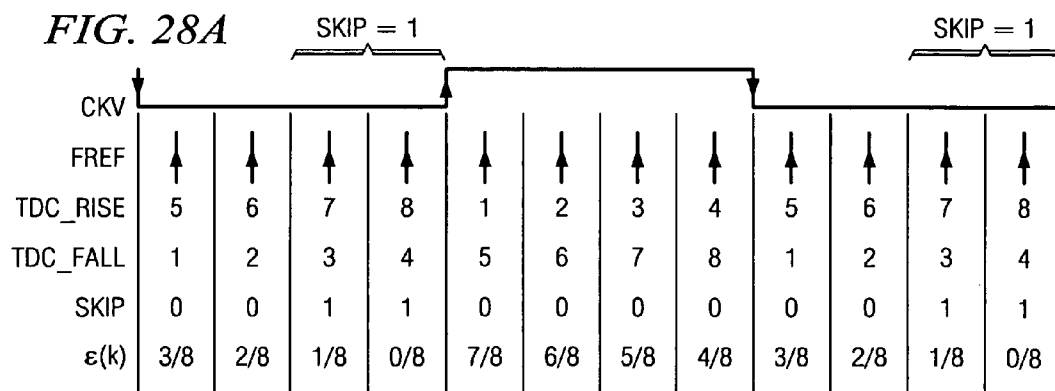 FIG. 28A SKIP = 1 SKIP = 1
CKV
FREF
TDC_RISE 5 6 7 8 1 2 3 4 5 6 7 8
TDC_FALL 1 2 3 4 5 6 7 8 1 2 3 4
SKIP 0 0 1 1 0 0 0 0 0 0 1 1
ε(k) 3/8 2/8 1/8 0/8 7/8 6/8 5/8 4/8 3/8 2/8 1/8 0/8